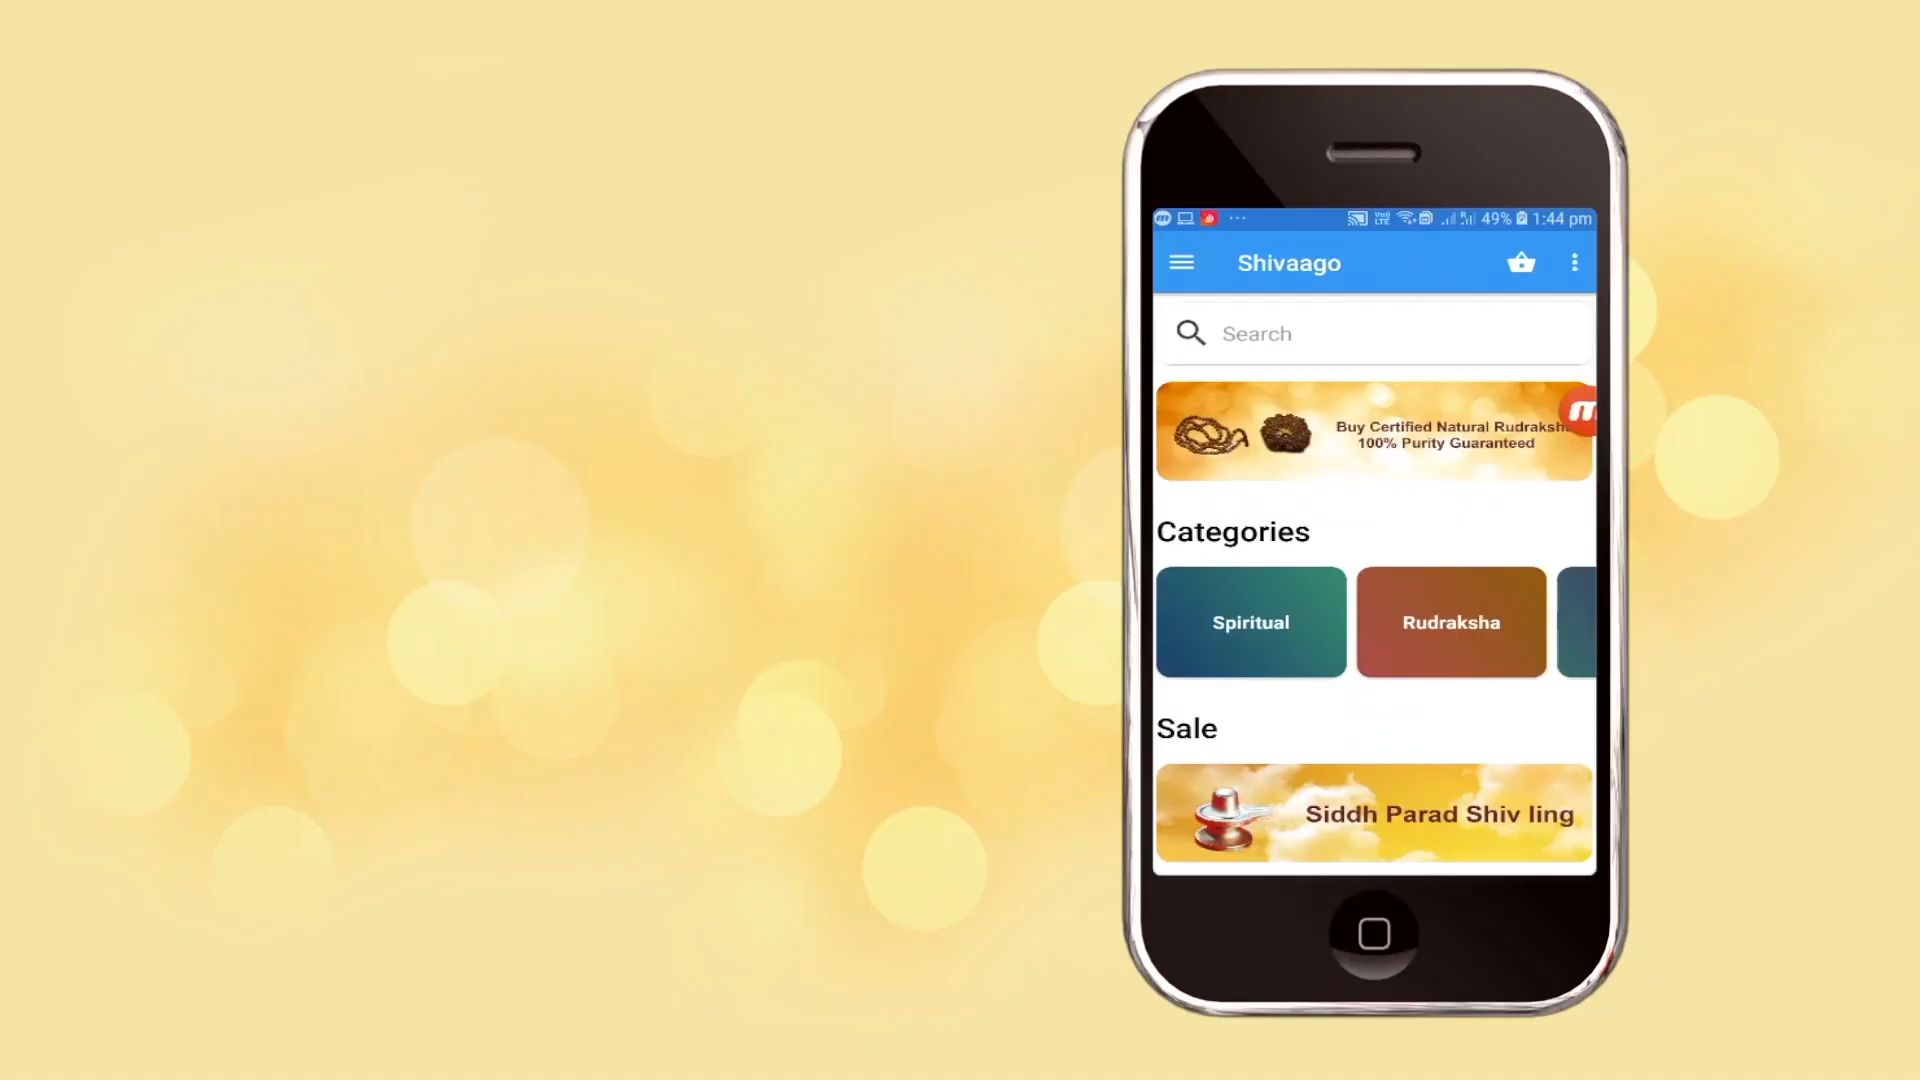 49% 1:44 pm
Shivaago
Search
Buy Certified Natural Rudraksh
100% Purity Guaranteed
Categories
Spiritual
Rudraksha
Sale
Siddh Parad Shiv ling